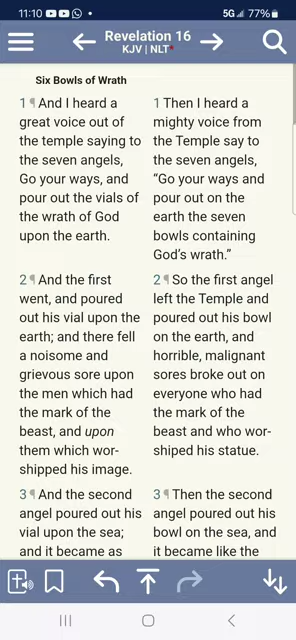 11:10
5G 77%
Revelation 16
KJV | NLT*
Six Bowls of Wrath
1 ¶ And I heard a
great voice out of
the temple saying to
the seven angels,
Go your ways, and
pour out the vials of
the wrath of God
upon the earth.
1 Then I heard a
mighty voice from
the Temple say to
the seven angels,
“Go your ways and
pour out on the
earth the seven
bowls containing
God’s wrath.”
2 ¶ And the first
went, and poured
out his vial upon the
earth; and there fell
a noisome and
grievous sore upon
the men which had
the mark of the
beast, and upon
them which wor-
shipped his image.
2 ¶ So the first angel
left the Temple and
poured out his bowl
on the earth, and
horrible, malignant
sores broke out on
everyone who had
the mark of the
beast and who wor-
shiped his statue.
3 ¶ And the second
angel poured out his
vial upon the sea;
and it became as
3 ¶ Then the second
angel poured out his
bowl on the sea, and
it became like the